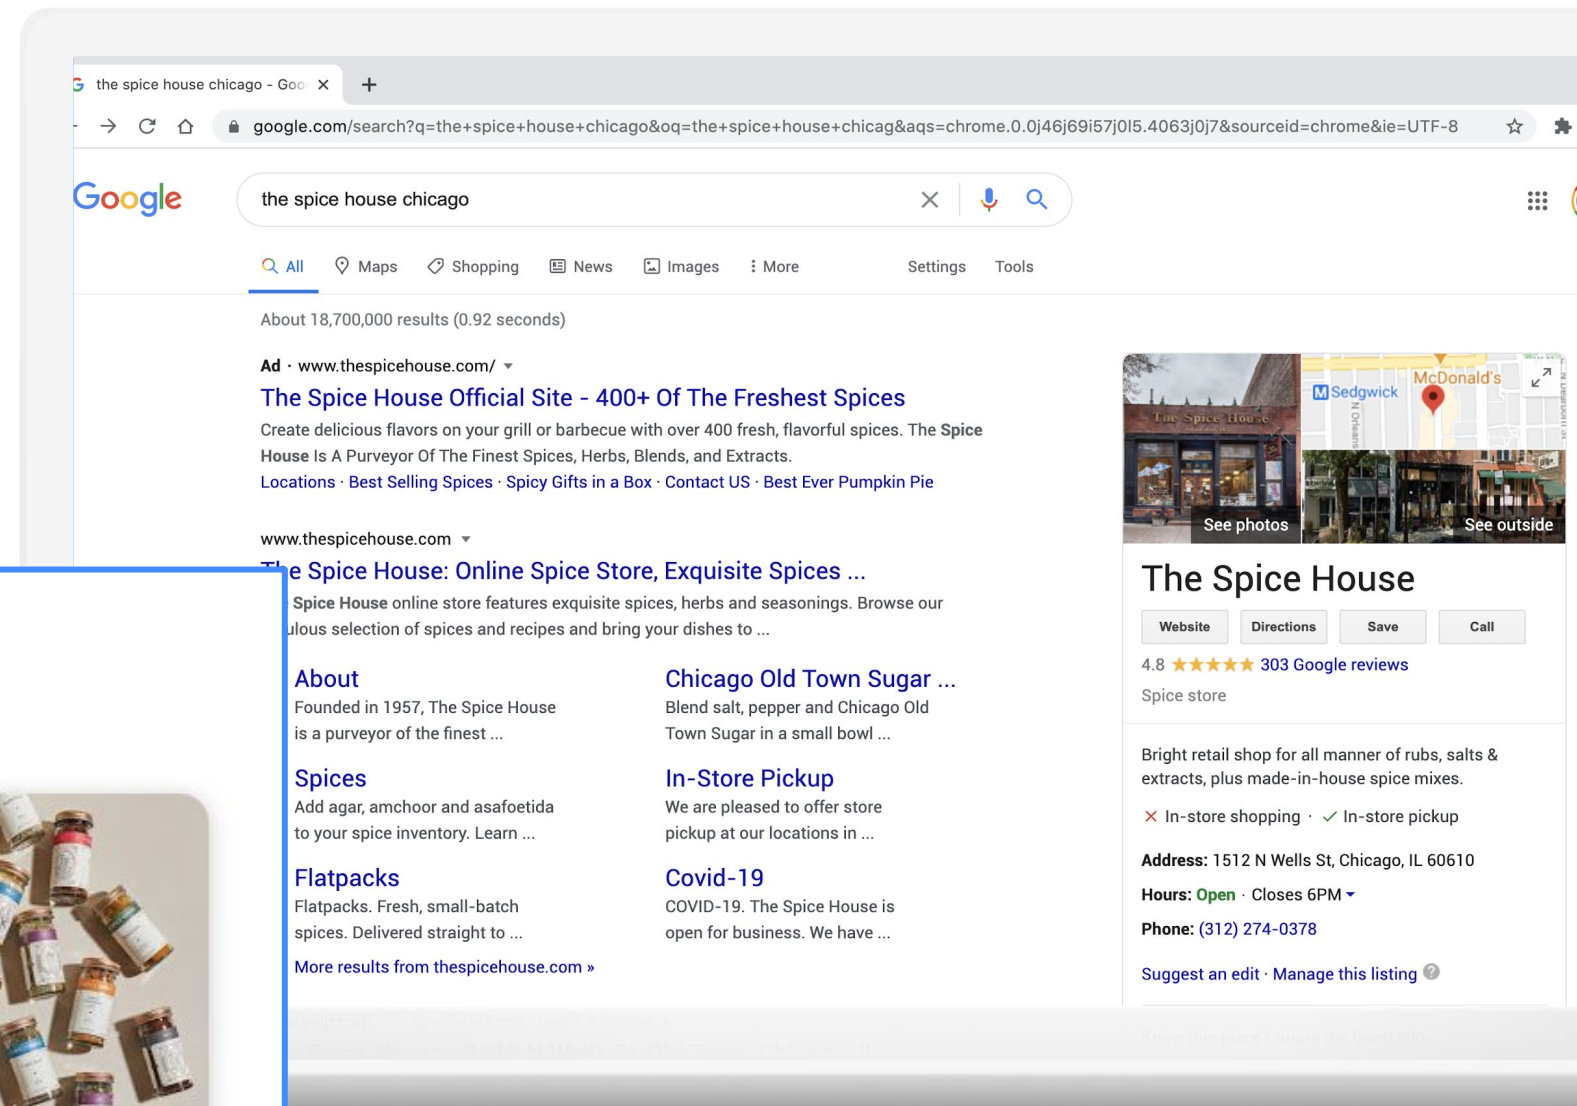 the spice house chicago - Goo
google.com/search?q=the+spice+house+chicago&oq=the+spice+house+chicag&aqs=chrome.0.0j46j69i57j0l5.4063j0j7&sourceid=chrome&ie=UTF-8
Google
the spice house chicago
All Maps Shopping News Images More Settings Tools
About 18,700,000 results (0.92 seconds)
Ad · www.thespicehouse.com/
The Spice House Official Site - 400+ Of The Freshest Spices
Create delicious flavors on your grill or barbecue with over 400 fresh, flavorful spices. The Spice
House Is A Purveyor Of The Finest Spices, Herbs, Blends, and Extracts.
Locations · Best Selling Spices · Spicy Gifts in a Box · Contact US · Best Ever Pumpkin Pie
www.thespicehouse.com
The Spice House: Online Spice Store, Exquisite Spices ...
Spice House online store features exquisite spices, herbs and seasonings. Browse our
ulous selection of spices and recipes and bring your dishes to ...
About
Founded in 1957, The Spice House
is a purveyor of the finest ...
Chicago Old Town Sugar ...
Blend salt, pepper and Chicago Old
Town Sugar in a small bowl ...
Spices
Add agar, amchoor and asafoetida
to your spice inventory. Learn ...
In-Store Pickup
We are pleased to offer store
pickup at our locations in ...
Flatpacks
Flatpacks. Fresh, small-batch
spices. Delivered straight to ...
Covid-19
COVID-19. The Spice House is
open for business. We have ...
More results from thespicehouse.com »
The Spice House
See photos
M Sedgwick
McDonald's
N Orleans
See outside
The Spice House
Website Directions Save Call
4.8 ★★★★★ 303 Google reviews
Spice store
Bright retail shop for all manner of rubs, salts &
extracts, plus made-in-house spice mixes.
✕ In-store shopping · ✓ In-store pickup
Address: 1512 N Wells St, Chicago, IL 60610
Hours: Open · Closes 6PM
Phone: (312) 274-0378
Suggest an edit · Manage this listing ?
Know this place? Share the latest info